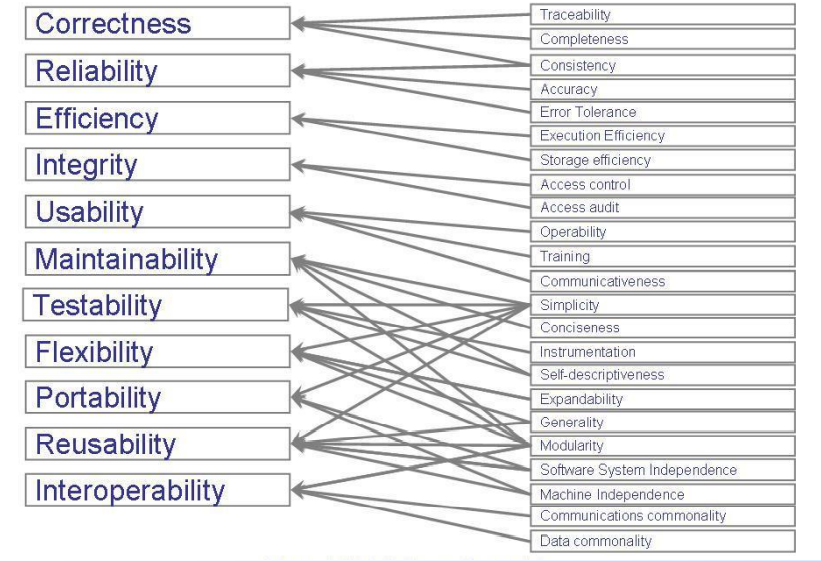 Correctness
Reliability
Efficiency
Integrity
Usability
Maintainability
Testability
Flexibility
Portability
Reusability
Interoperability
Traceability
Completeness
Consistency
Accuracy
Error Tolerance
Execution Efficiency
Storage efficiency
Access control
Access audit
Operability
Training
Communicativeness
Simplicity
Conciseness
Instrumentation
Self-descriptiveness
Expandability
Generality
Modularity
Software System Independence
Machine Independence
Communications commonality
Data commonality